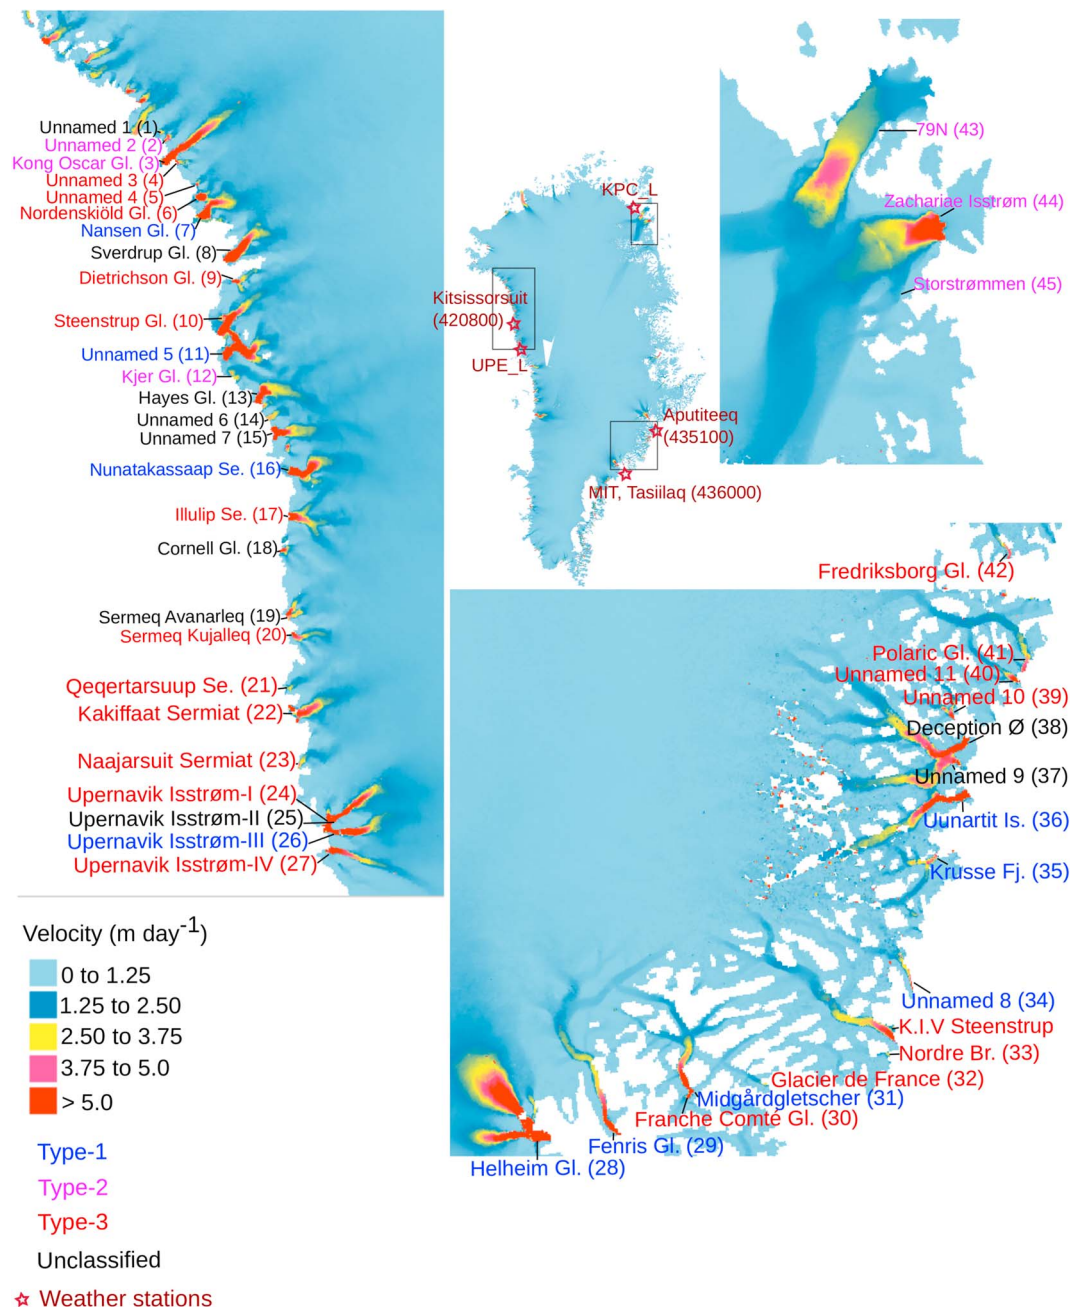 Unnamed 1 (1)
Unnamed 2 (2)
Kong Oscar Gl. (3)
Unnamed 3 (4)
Unnamed 4 (5)
Nordenskiöld Gl. (6)
Nansen Gl. (7)
Sverdrup Gl. (8)
Dietrichson Gl. (9)
Steenstrup Gl. (10)
Unnamed 5 (11)
Kjer Gl. (12)
Hayes Gl. (13)
Unnamed 6 (14)
Unnamed 7 (15)
Nunatakassaap Se. (16)
Illulip Se. (17)
Cornell Gl. (18)
Sermeq Avanarleq (19)
Sermeq Kujalleq (20)
Qeqertarsuup Se. (21)
Kakiffaat Sermiat (22)
Naajarsuit Sermiat (23)
Upernavik Isstrøm-I (24)
Upernavik Isstrøm-II (25)
Upernavik Isstrøm-III (26)
Upernavik Isstrøm-IV (27)
KPC_L
Kitsissorsuit
(420800)
UPE_L
Aputiteeq
(435100)
MIT, Tasiilaq (436000)
79N (43)
Zachariae Isstrøm (44)
Storstrømmen (45)
Fredriksborg Gl. (42)
Polaric Gl. (41)
Unnamed 11 (40)
Unnamed 10 (39)
Deception Ø (38)
Unnamed 9 (37)
Uunartit Is. (36)
Krusse Fj. (35)
Unnamed 8 (34)
K.I.V Steenstrup
Nordre Br. (33)
Glacier de France (32)
Midgårdgletscher (31)
Franche Comté Gl. (30)
Fenris Gl. (29)
Helheim Gl. (28)
Velocity (m day-1)
0 to 1.25
1.25 to 2.50
2.50 to 3.75
3.75 to 5.0
> 5.0
Type-1
Type-2
Type-3
Unclassified
Weather stations